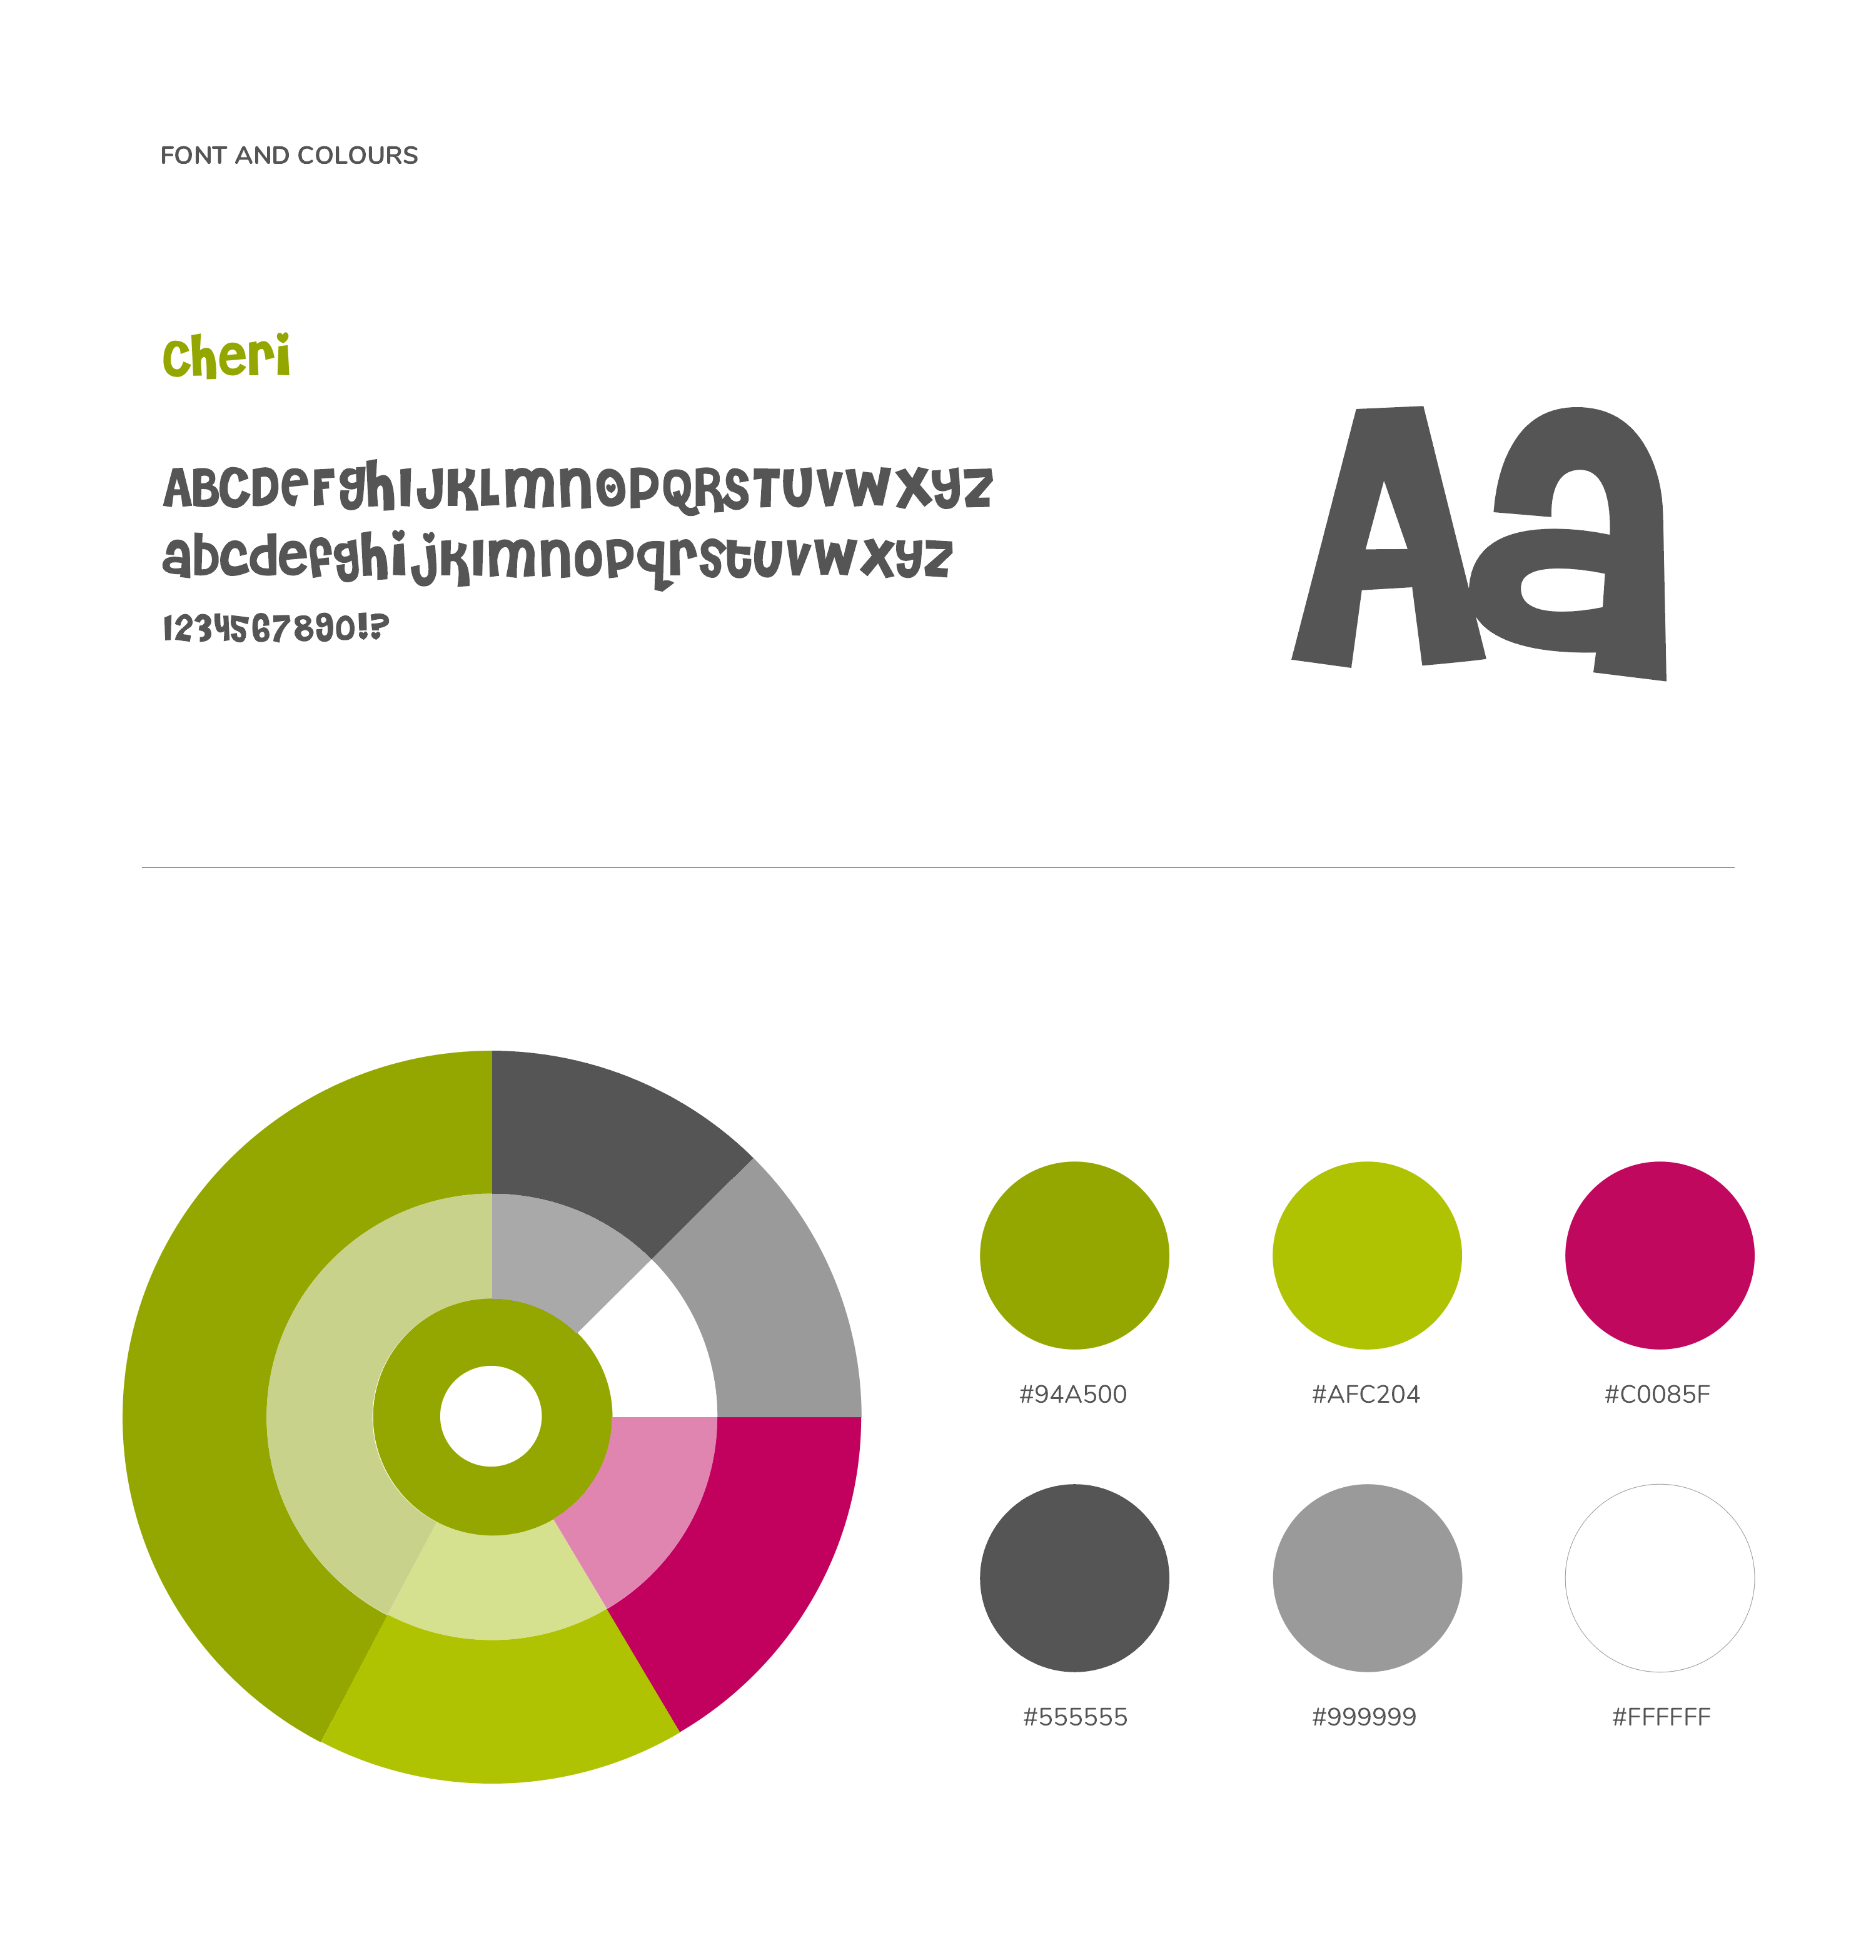 FONT AND COLOURS
Cheri
ABCDeFghIJkLmnOPQRSTUVWXyZ
abcdefghijklmnopqrstuvwxyz
1234567890!?
Aa
#94A500
#AFC204
#C0085F
#555555
#999999
#FFFFFF